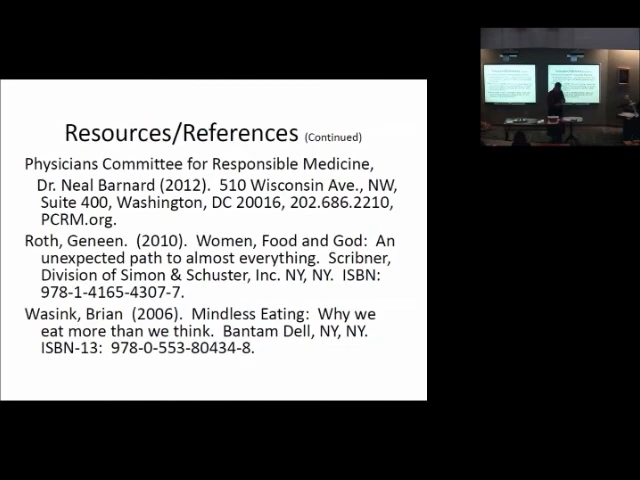 Resources/References (Continued)
Physicians Committee for Responsible Medicine,
Dr. Neal Barnard (2012). 510 Wisconsin Ave., NW,
Suite 400, Washington, DC 20016, 202.686.2210,
PCRM.org.
Roth, Geneen. (2010). Women, Food and God: An
unexpected path to almost everything. Scribner,
Division of Simon & Schuster, Inc. NY, NY. ISBN:
978-1-4165-4307-7.
Wasink, Brian (2006). Mindless Eating: Why we
eat more than we think. Bantam Dell, NY, NY.
ISBN-13: 978-0-553-80434-8.